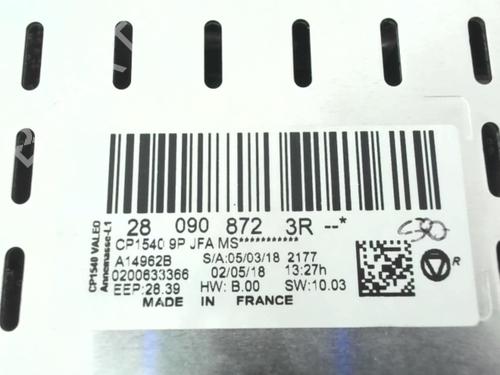 28 090 872 3R --*
CP1540 VALEO
Annemasse-L1
CP1540 9P JFA MS***********
A14962B S/A:05/03/18 2177
0200633366 02/05/18 13:27h
EEP:28.39 HW: B.00 SW:10.03
MADE IN FRANCE
R